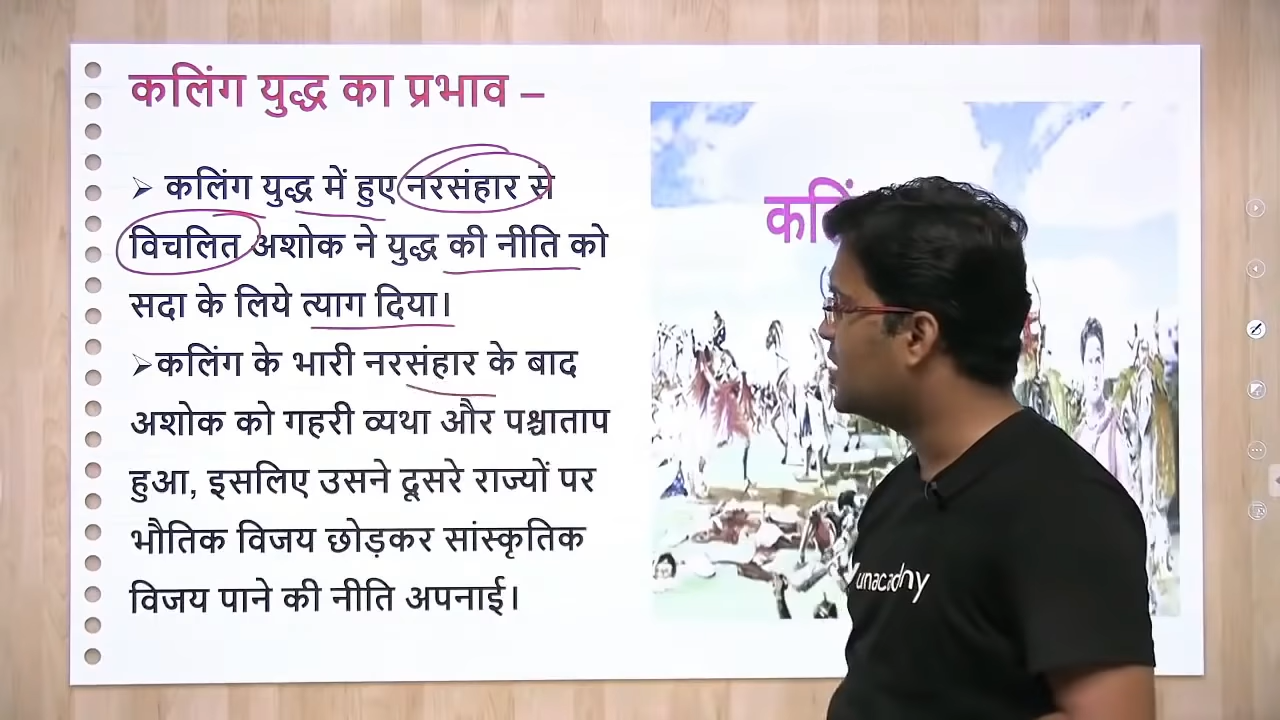 कलिंग युद्ध का प्रभाव –
➢ कलिंग युद्ध में हुए नरसंहार से
विचलित अशोक ने युद्ध की नीति को
सदा के लिये त्याग दिया।
➢कलिंग के भारी नरसंहार के बाद
अशोक को गहरी व्यथा और पश्चाताप
हुआ, इसलिए उसने दूसरे राज्यों पर
भौतिक विजय छोड़कर सांस्कृतिक
विजय पाने की नीति अपनाई।
unacademy